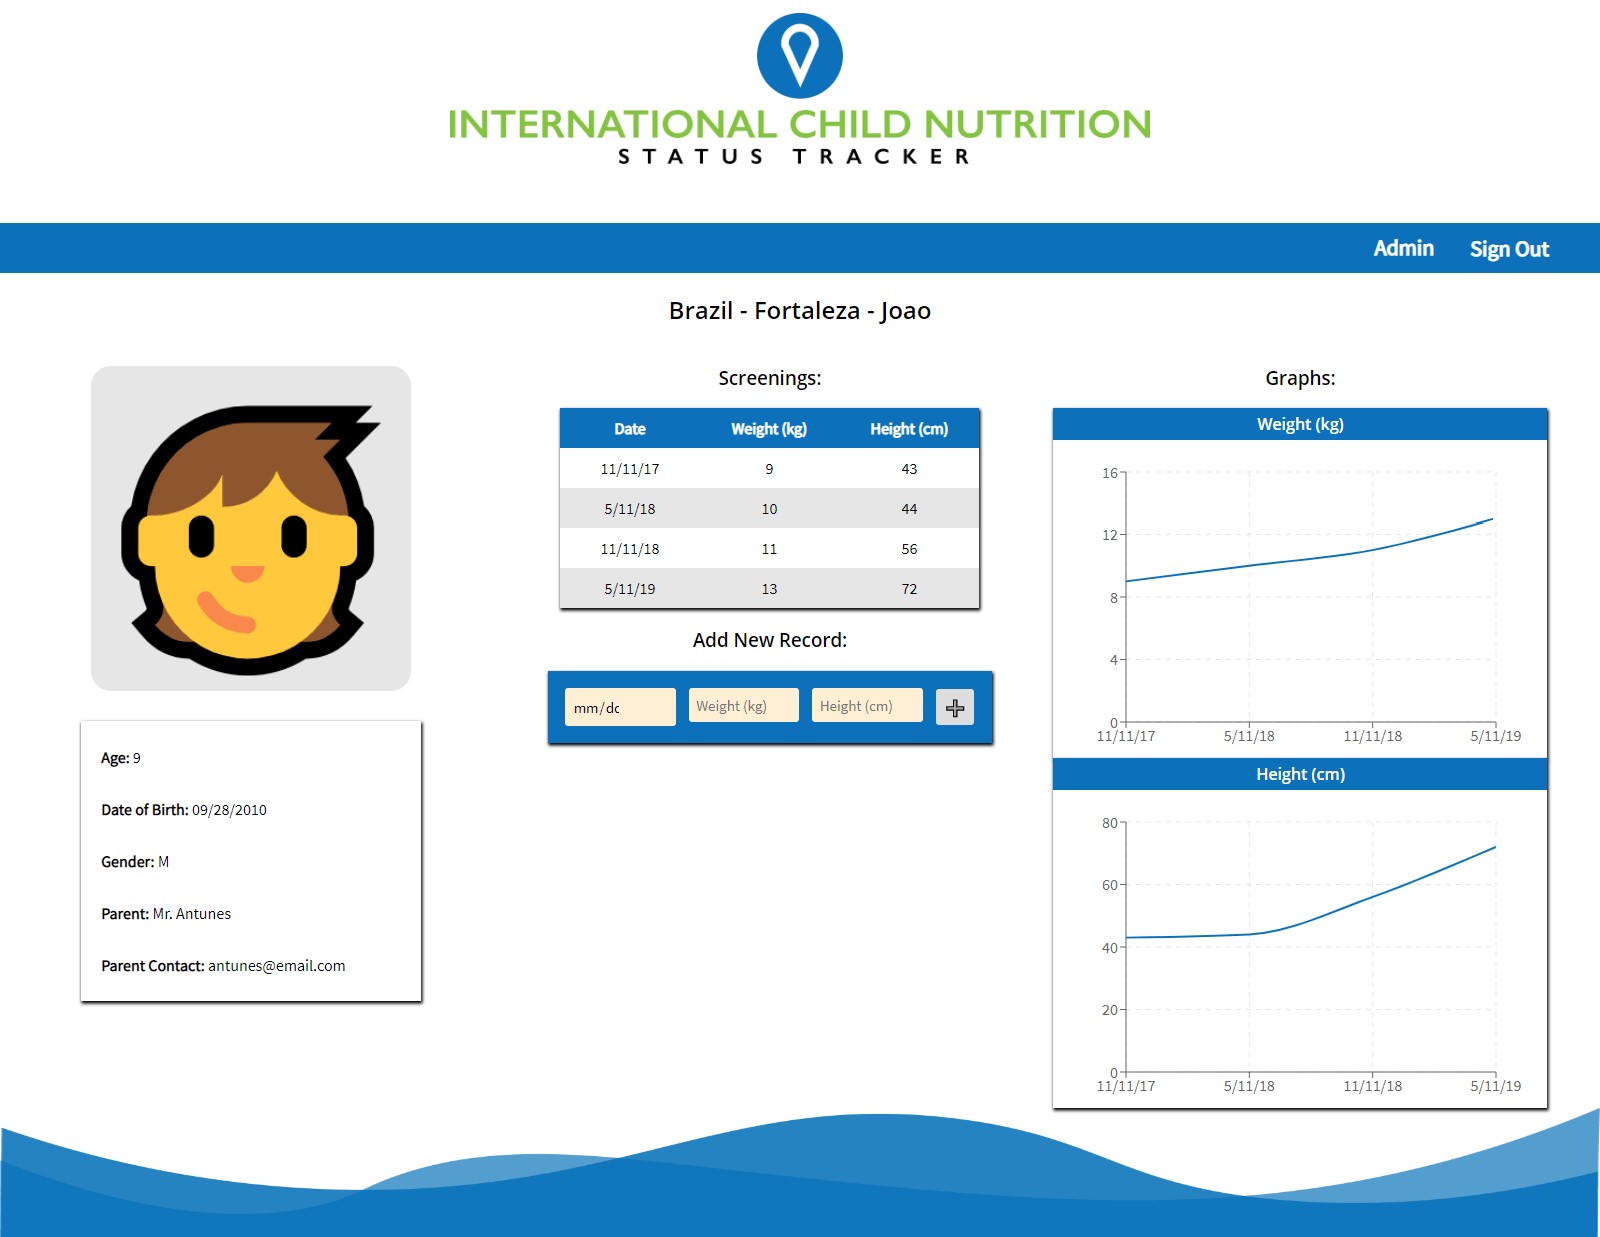 INTERNATIONAL CHILD NUTRITION
STATUS TRACKER
Admin Sign Out
Brazil - Fortaleza - Joao
Age: 9
Date of Birth: 09/28/2010
Gender: M
Parent: Mr. Antunes
Parent Contact: antunes@email.com
Screenings:
Date Weight (kg) Height (cm)
11/11/17 9 43
5/11/18 10 44
11/11/18 11 56
5/11/19 13 72
Add New Record:
mm/dc Weight (kg) Height (cm)
Graphs:
Weight (kg)
16
12
8
4
0
11/11/17 5/11/18 11/11/18 5/11/19
Height (cm)
80
60
40
20
0
11/11/17 5/11/18 11/11/18 5/11/19